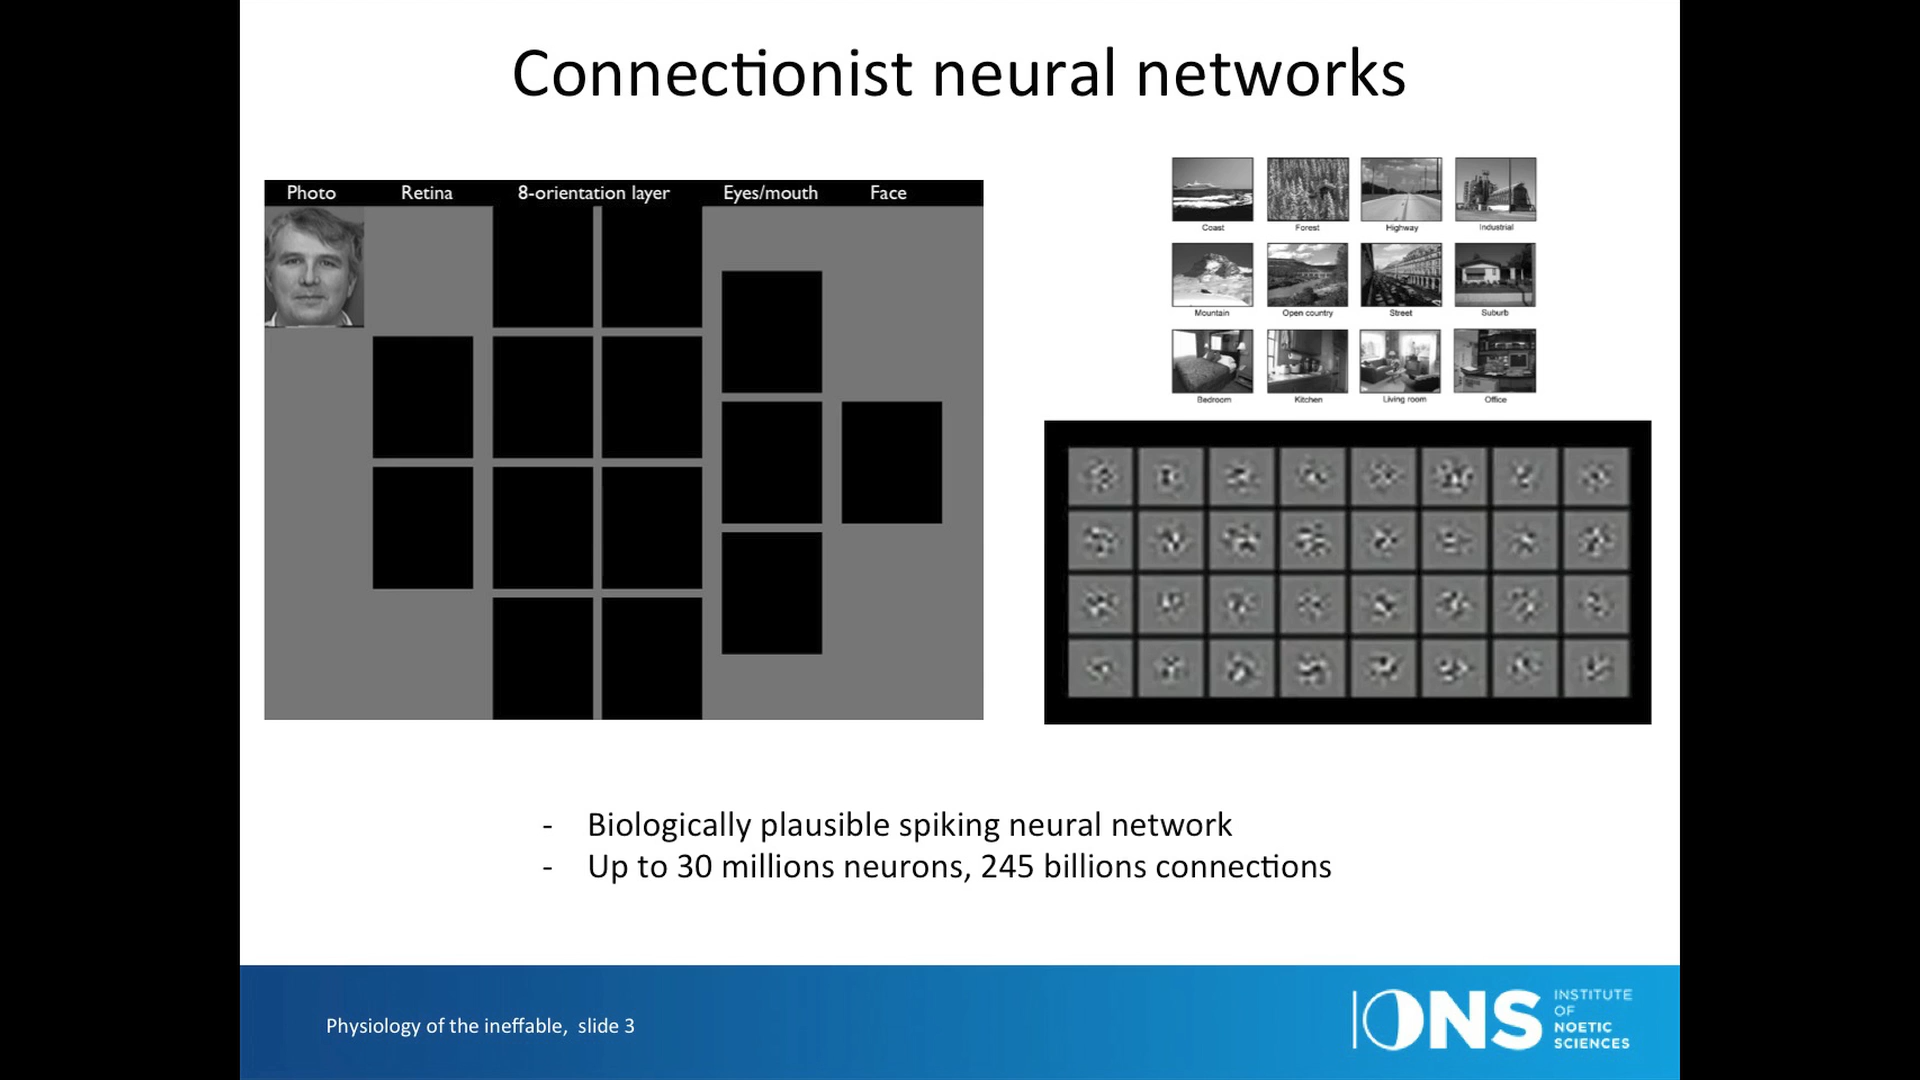 Connectionist neural networks
Photo Retina 8-orientation layer Eyes/mouth Face
Coast Forest Highway Industrial
Mountain Open country Street Suburb
Bedroom Kitchen Living room Office
- Biologically plausible spiking neural network
- Up to 30 millions neurons, 245 billions connections
Physiology of the ineffable, slide 3
IONS
INSTITUTE
OF
NOETIC
SCIENCES